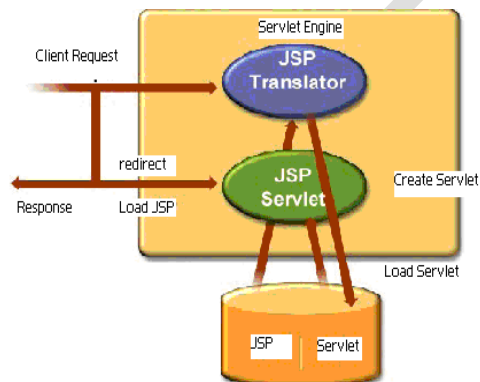 Servlet Engine
Client Request
JSP
Translator
redirect
JSP
Servlet
Create Servlet
Response
Load JSP
Load Servlet
JSP
Servlet